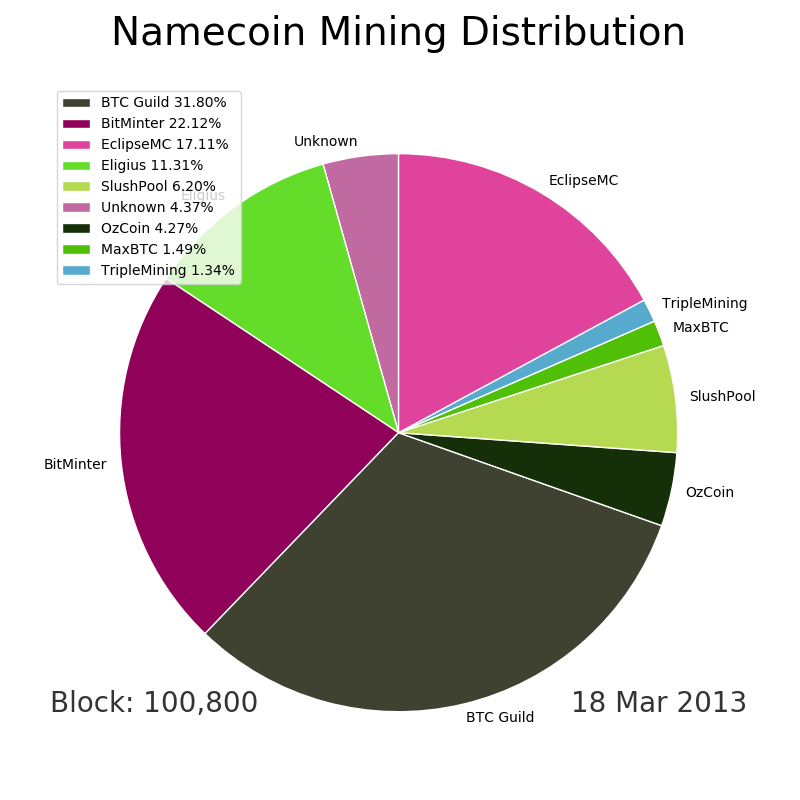 Namecoin Mining Distribution
BTC Guild 31.80%
BitMinter 22.12%
EclipseMC 17.11%
Eligius 11.31%
SlushPool 6.20%
Unknown 4.37%
OzCoin 4.27%
MaxBTC 1.49%
TripleMining 1.34%
Unknown
EclipseMC
Eligius
TripleMining
MaxBTC
SlushPool
BitMinter
OzCoin
Block: 100,800
18 Mar 2013
BTC Guild